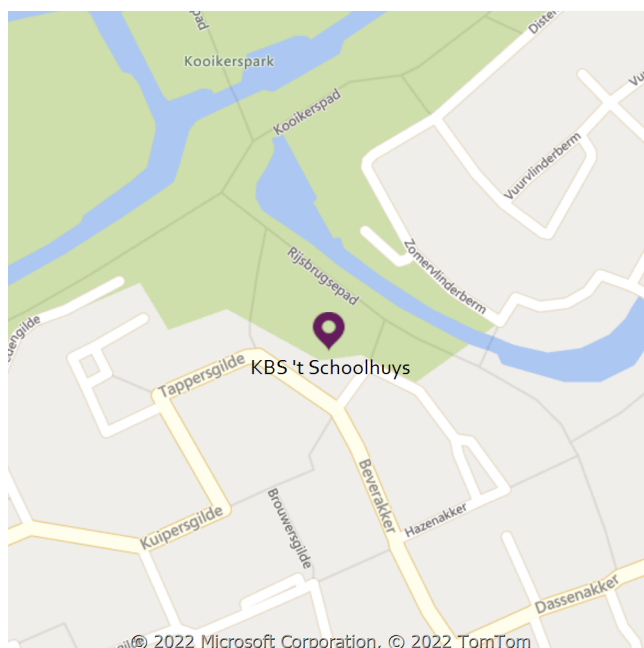 Kooikerspark
Kooikerspad
Vuurvlinderberm
Zomervlinderberm
Rijsbrugsepad
KBS 't Schoolhuys
Tappersgilde
Beverakker
Kuipersgilde
Brouwersgilde
Hazenakker
Dassenakker
© 2022 Microsoft Corporation, © 2022 TomTom